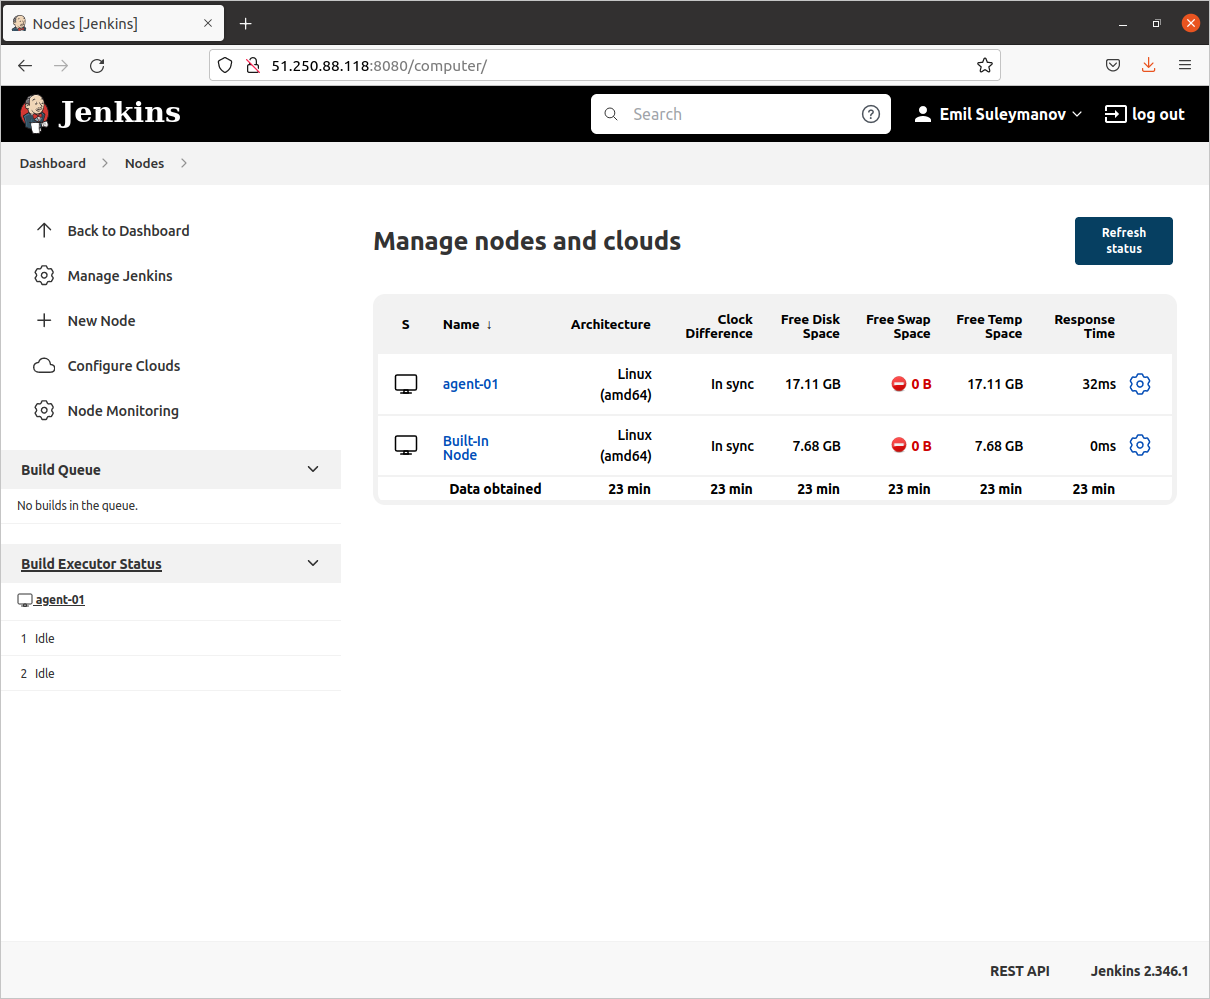 Nodes [Jenkins]
51.250.88.118:8080/computer/
Jenkins
Search
Emil Suleymanov
log out
Dashboard
Nodes
Back to Dashboard
Manage Jenkins
New Node
Configure Clouds
Node Monitoring
Build Queue
No builds in the queue.
Build Executor Status
agent-01
1 Idle
2 Idle
Manage nodes and clouds
Refresh
status
S Name ↓ Architecture Clock Difference Free Disk Space Free Swap Space Free Temp Space Response Time
agent-01 Linux (amd64) In sync 17.11 GB 0 B 17.11 GB 32ms
Built-In Node Linux (amd64) In sync 7.68 GB 0 B 7.68 GB 0ms
Data obtained 23 min 23 min 23 min 23 min 23 min 23 min
REST API
Jenkins 2.346.1